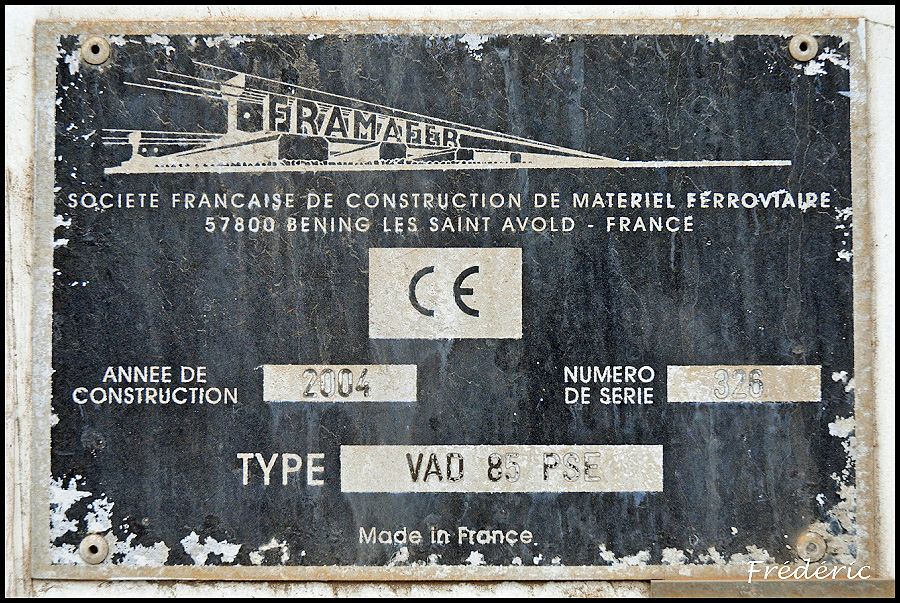 FRAMAFER
SOCIETE FRANCAISE DE CONSTRUCTION DE MATERIEL FERROVIAIRE
57800 BENING LES SAINT AVOLD - FRANCE
CE
ANNEE DE CONSTRUCTION 2004
NUMERO DE SERIE 326
TYPE VAD 85 PSE
Made in France.
Frédéric